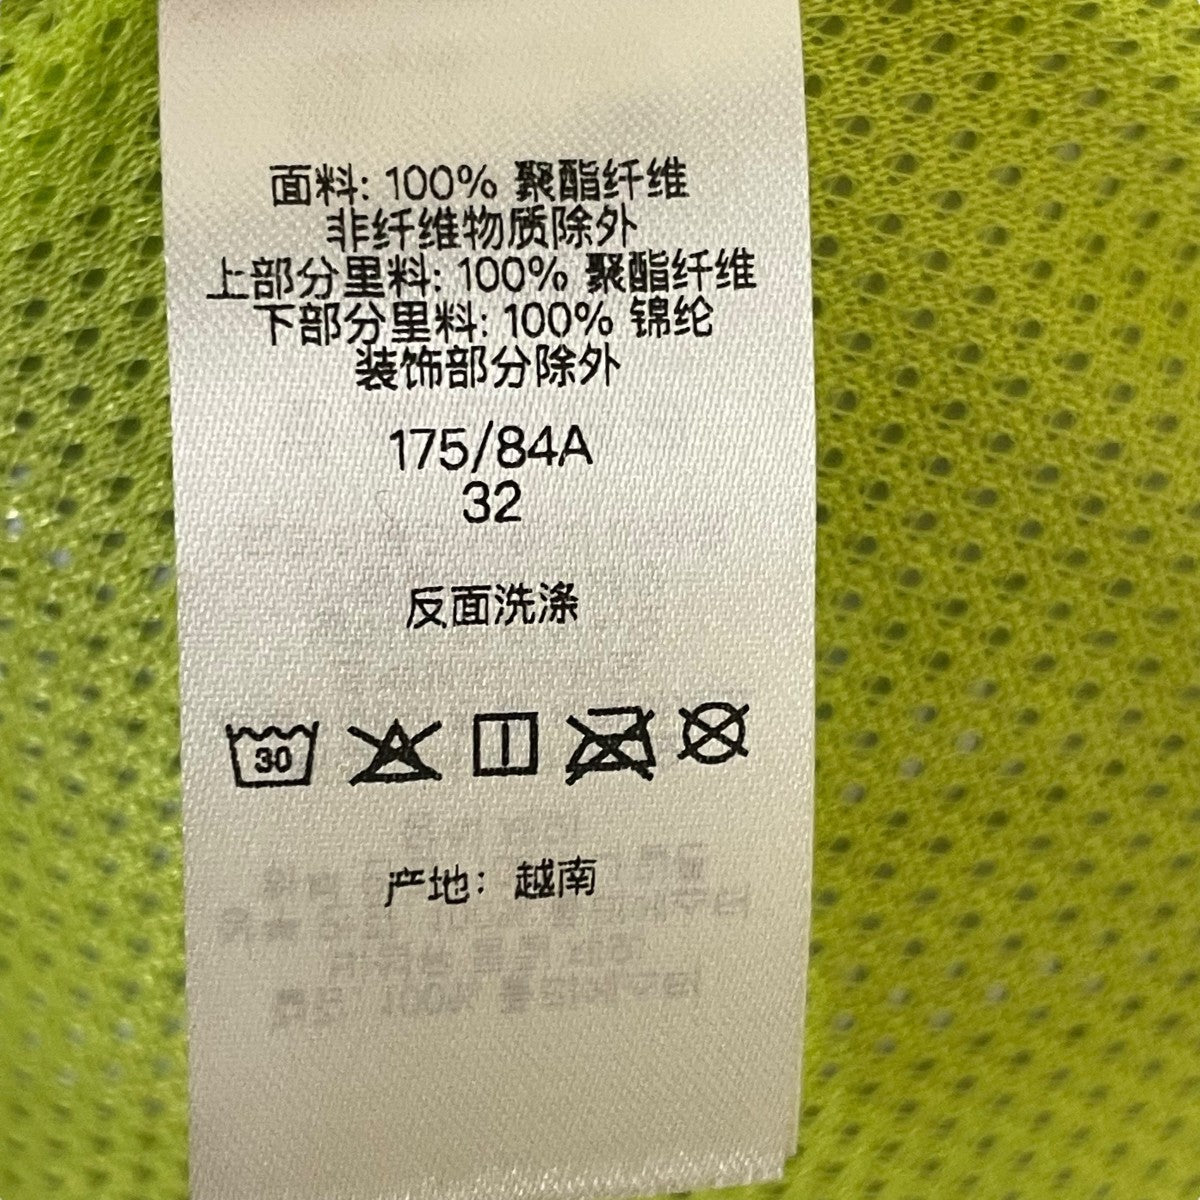 面料: 100% 聚酯纤维
非纤维物质除外
上部分里料: 100% 聚酯纤维
下部分里料: 100% 锦纶
装饰部分除外
175/84A
32
反面洗涤
30
产地: 越南